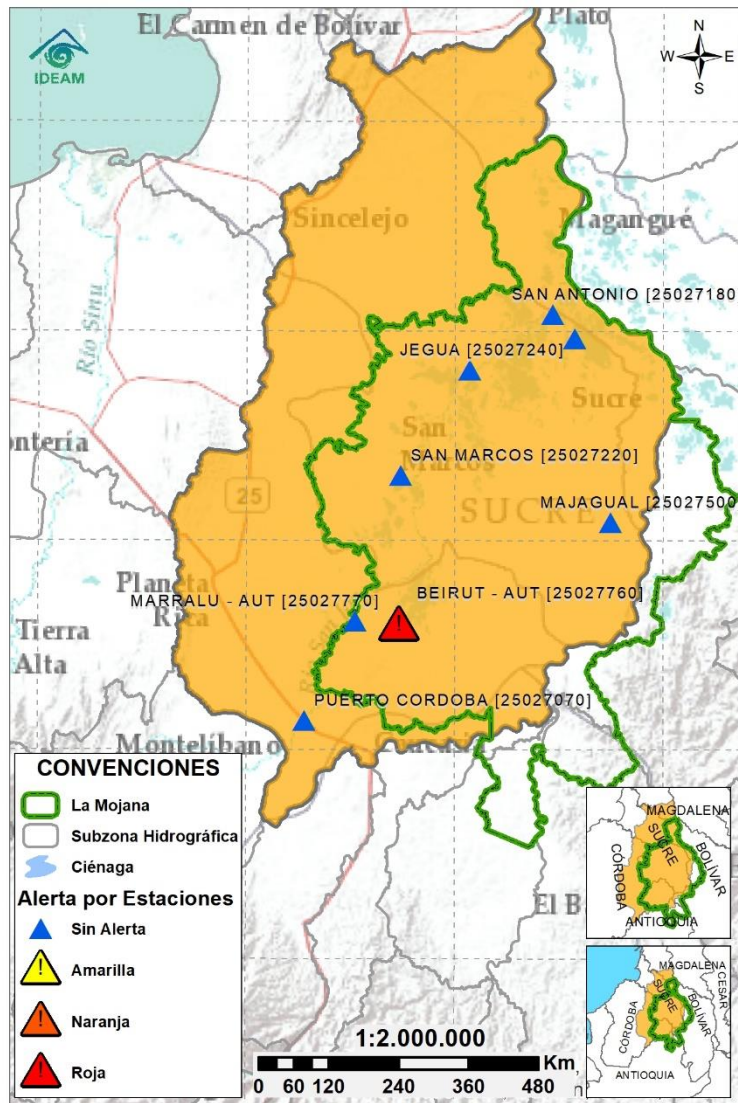 El Carmen de Bolívar
Plato
IDEAM
N
W E
S
Sincelejo
Magangué
Río Sinu
SAN ANTONIO [25027180
JEGUA [25027240]
Sucre
ontería
San
Marcos
SAN MARCOS [25027220]
25
SUCRE
MAJAGUAL [25027500
Planeta
Rica
MARRALU - AUT [25027770]
BEIRUT - AUT [25027760]
Tierra
Alta
PUERTO CORDOBA [25027070]
Montelíbano
El B
CONVENCIONES
La Mojana
Subzona Hidrográfica
Ciénaga
Alerta por Estaciones
Sin Alerta
Amarilla
Naranja
Roja
1:2.000.000
Km
0 60 120 240 360 480
MAGDALENA
SUCRE
BOLÍVAR
CÓRDOBA
ANTIOQUIA
MAGDALENA
CESAR
SUCRE
BOLÍVAR
CÓRDOBA
ANTIOQUIA